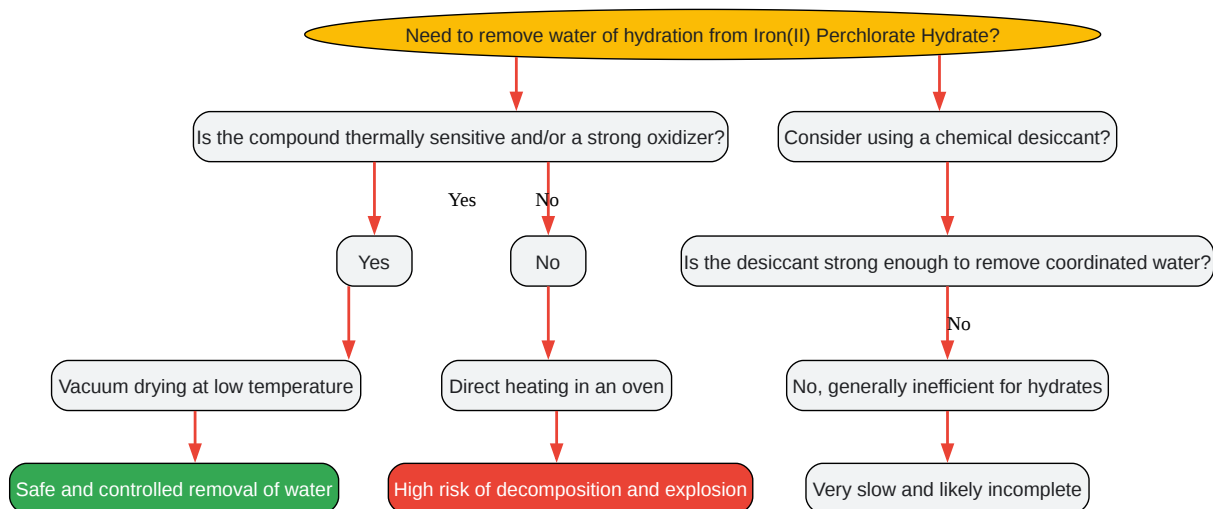 Need to remove water of hydration from Iron(II) Perchlorate Hydrate?
Is the compound thermally sensitive and/or a strong oxidizer?
Consider using a chemical desiccant?
Yes
No
Yes
No
Is the desiccant strong enough to remove coordinated water?
No
Vacuum drying at low temperature
Direct heating in an oven
No, generally inefficient for hydrates
Safe and controlled removal of water
High risk of decomposition and explosion
Very slow and likely incomplete